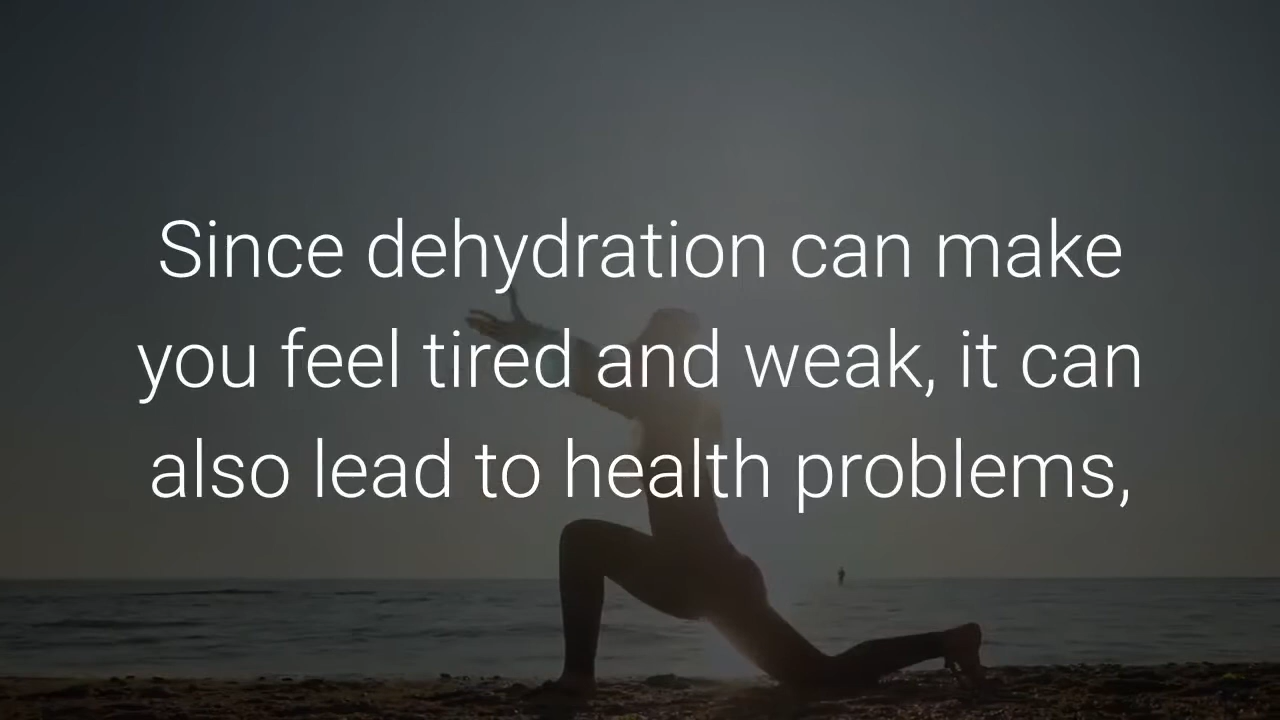 Since dehydration can make
you feel tired and weak, it can
also lead to health problems,